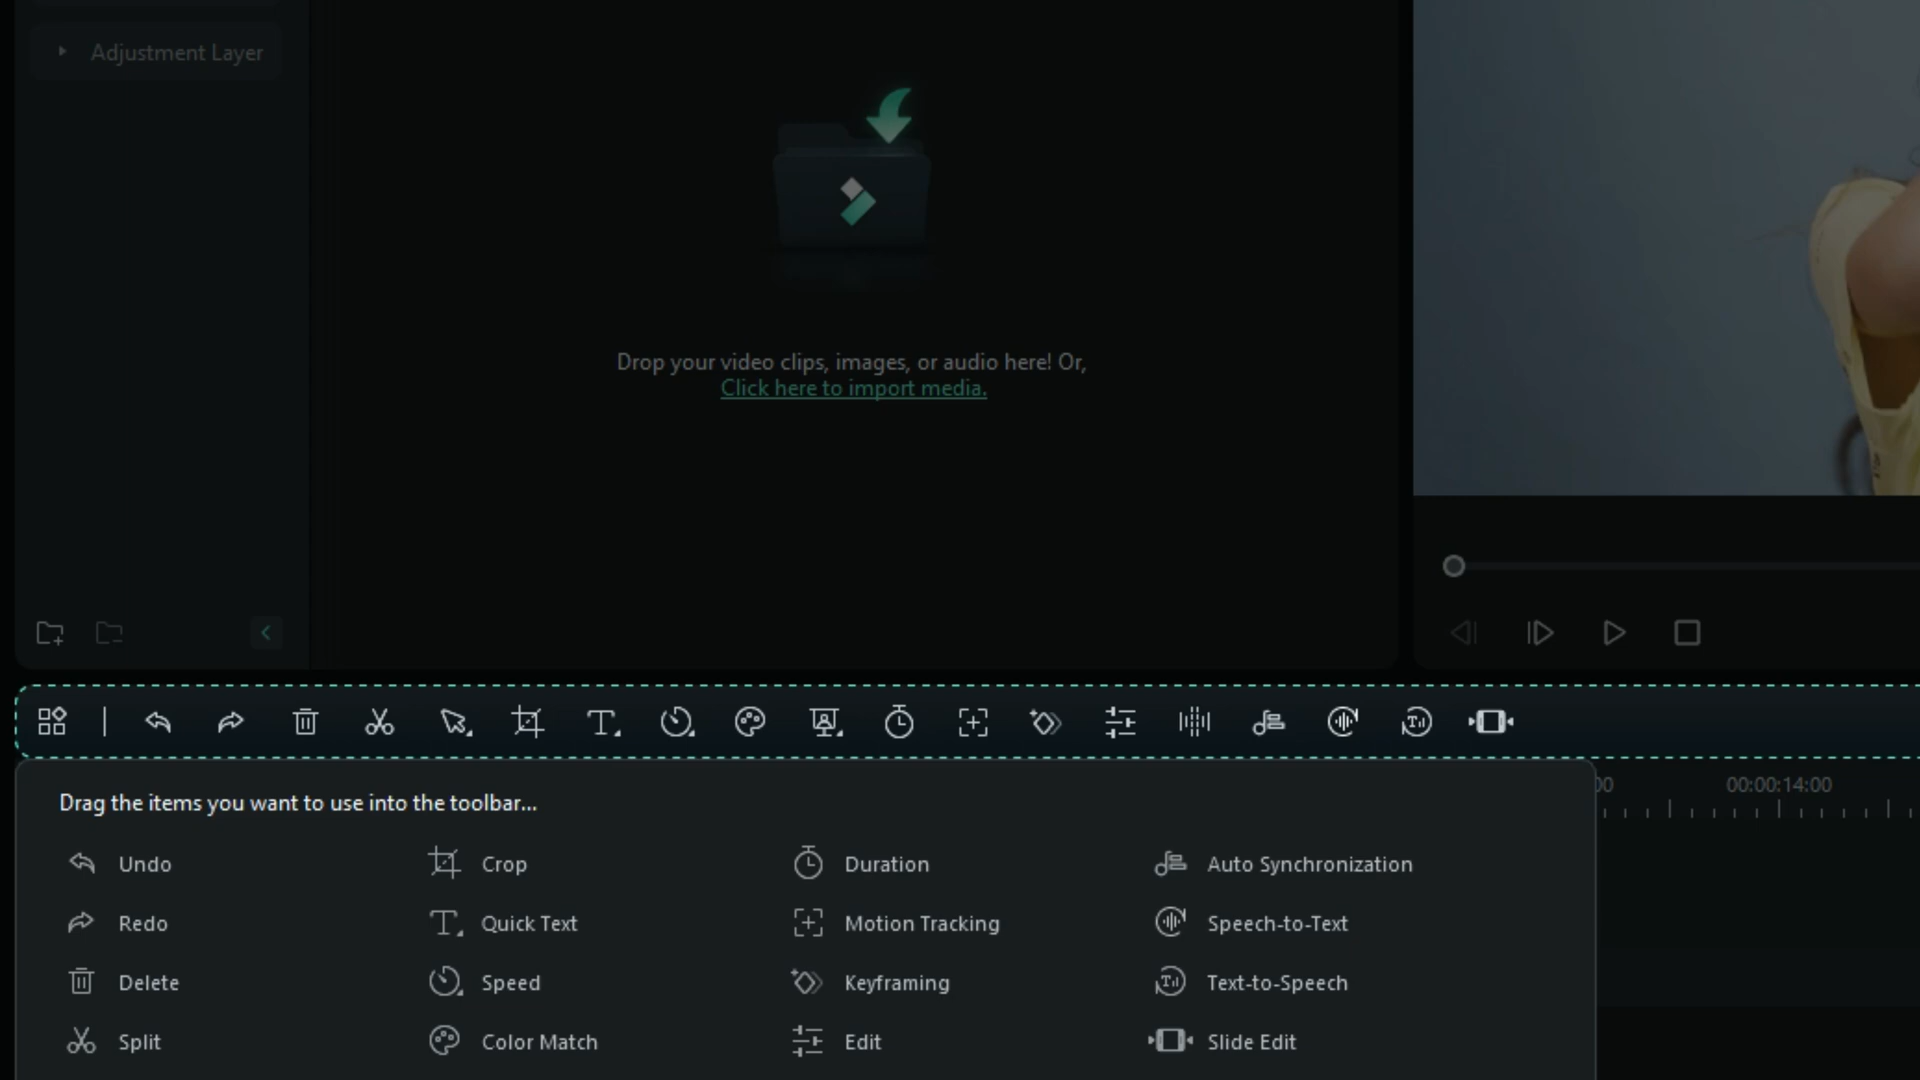 Adjustment Layer
Drop your video clips, images, or audio here! Or,
Click here to import media.
Drag the items you want to use into the toolbar...
00:00:14:00
Undo
Crop
Duration
Auto Synchronization
Redo
Quick Text
Motion Tracking
Speech-to-Text
Delete
Speed
Keyframing
Text-to-Speech
Split
Color Match
Edit
Slide Edit